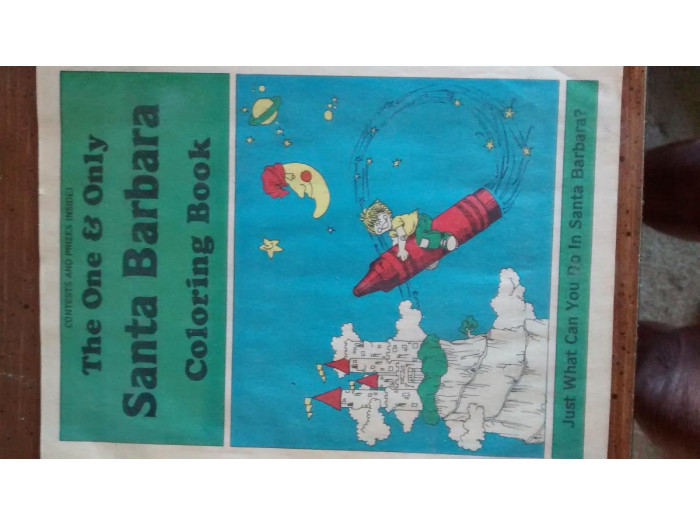 CONTESTS AND PRIZES INSIDE!
The One & Only
Santa Barbara
Coloring Book
Just What Can You Do In Santa Barbara?